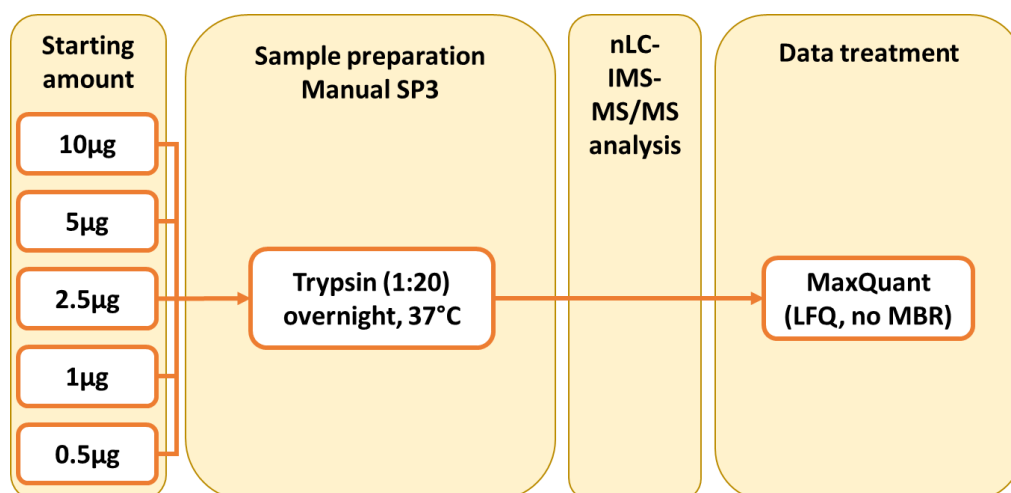 Starting
amount
10µg
5µg
2.5µg
1µg
0.5µg
Sample preparation
Manual SP3
Trypsin (1:20)
overnight, 37°C
nLC-
IMS-
MS/MS
analysis
Data treatment
MaxQuant
(LFQ, no MBR)